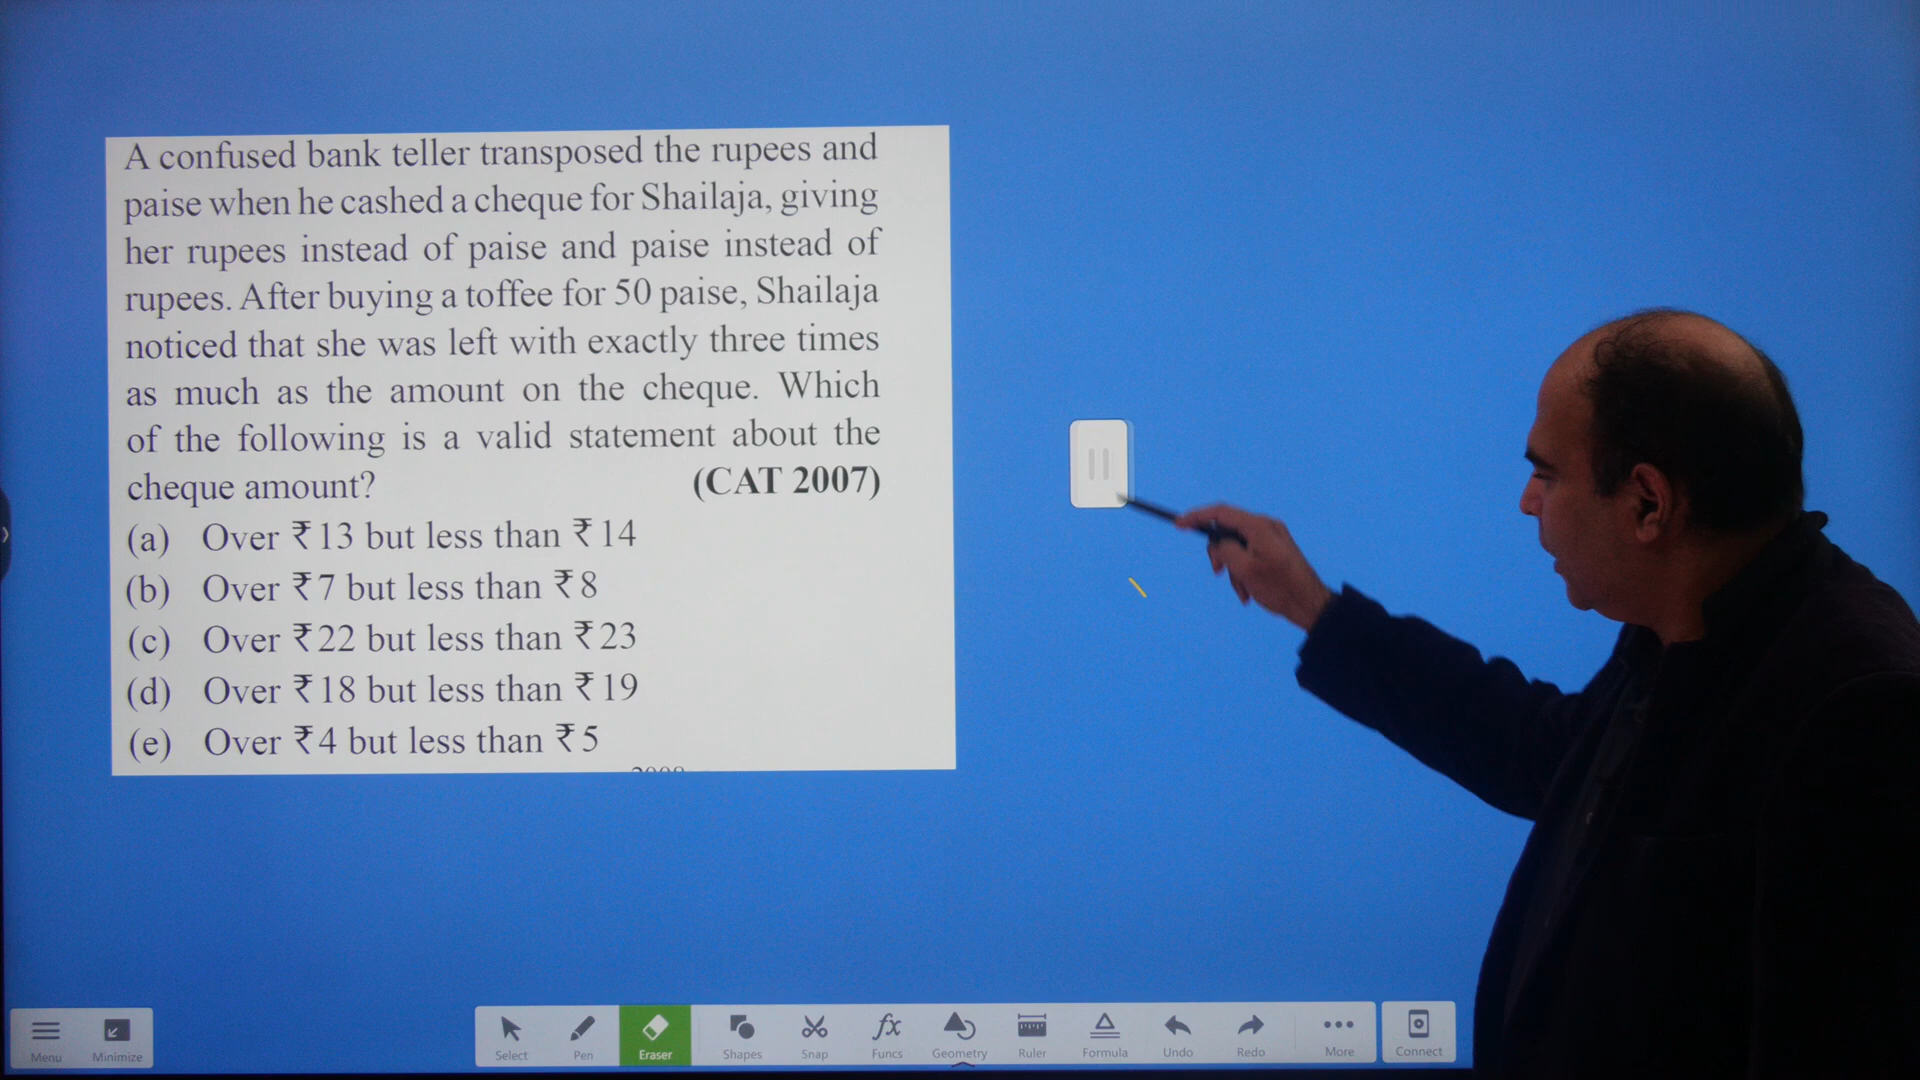 A confused bank teller transposed the rupees and
paise when he cashed a cheque for Shailaja, giving
her rupees instead of paise and paise instead of
rupees. After buying a toffee for 50 paise, Shailaja
noticed that she was left with exactly three times
as much as the amount on the cheque. Which
of the following is a valid statement about the
cheque amount? (CAT 2007)
(a) Over ₹ 13 but less than ₹ 14
(b) Over ₹ 7 but less than ₹ 8
(c) Over ₹ 22 but less than ₹ 23
(d) Over ₹ 18 but less than ₹ 19
(e) Over ₹ 4 but less than ₹ 5
Menu Minimize Select Pen Eraser Shapes Snap Funcs Geometry Ruler Formula Undo Redo More Connect